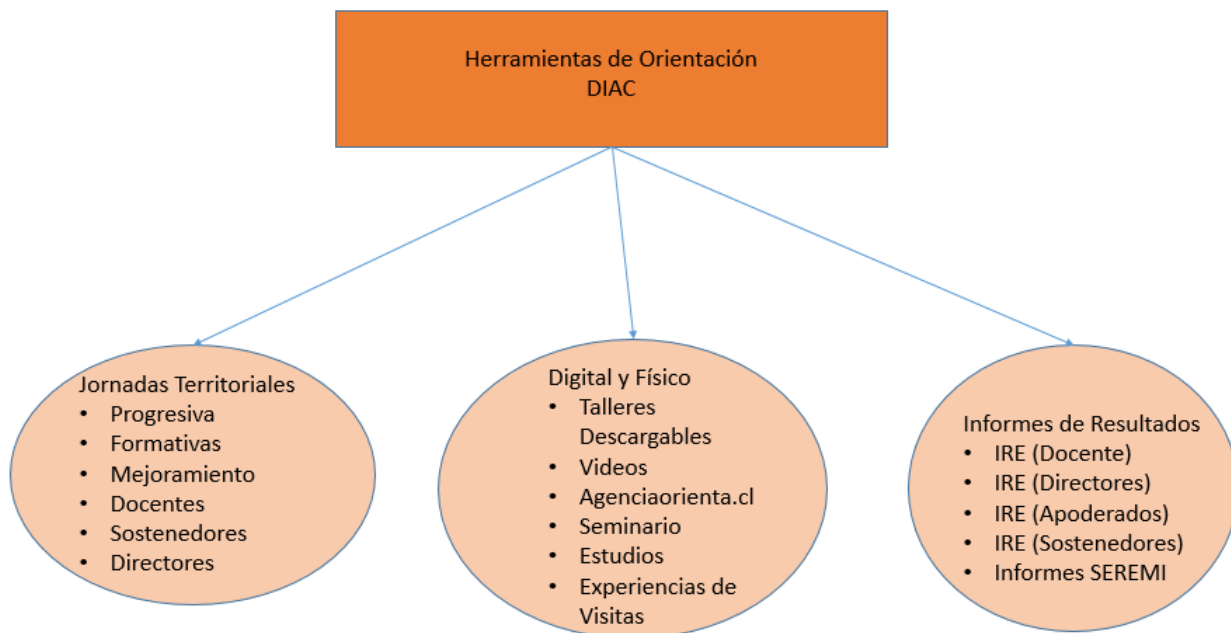 Herramientas de Orientación
DIAC
Jornadas Territoriales
• Progresiva
• Formativas
• Mejoramiento
• Docentes
• Sostenedores
• Directores
Digital y Físico
• Talleres
Descargables
• Videos
• Agenciaorienta.cl
• Seminario
• Estudios
• Experiencias de
Visitas
Informes de Resultados
• IRE (Docente)
• IRE (Directores)
• IRE (Apoderados)
• IRE (Sostenedores)
• Informes SEREMI